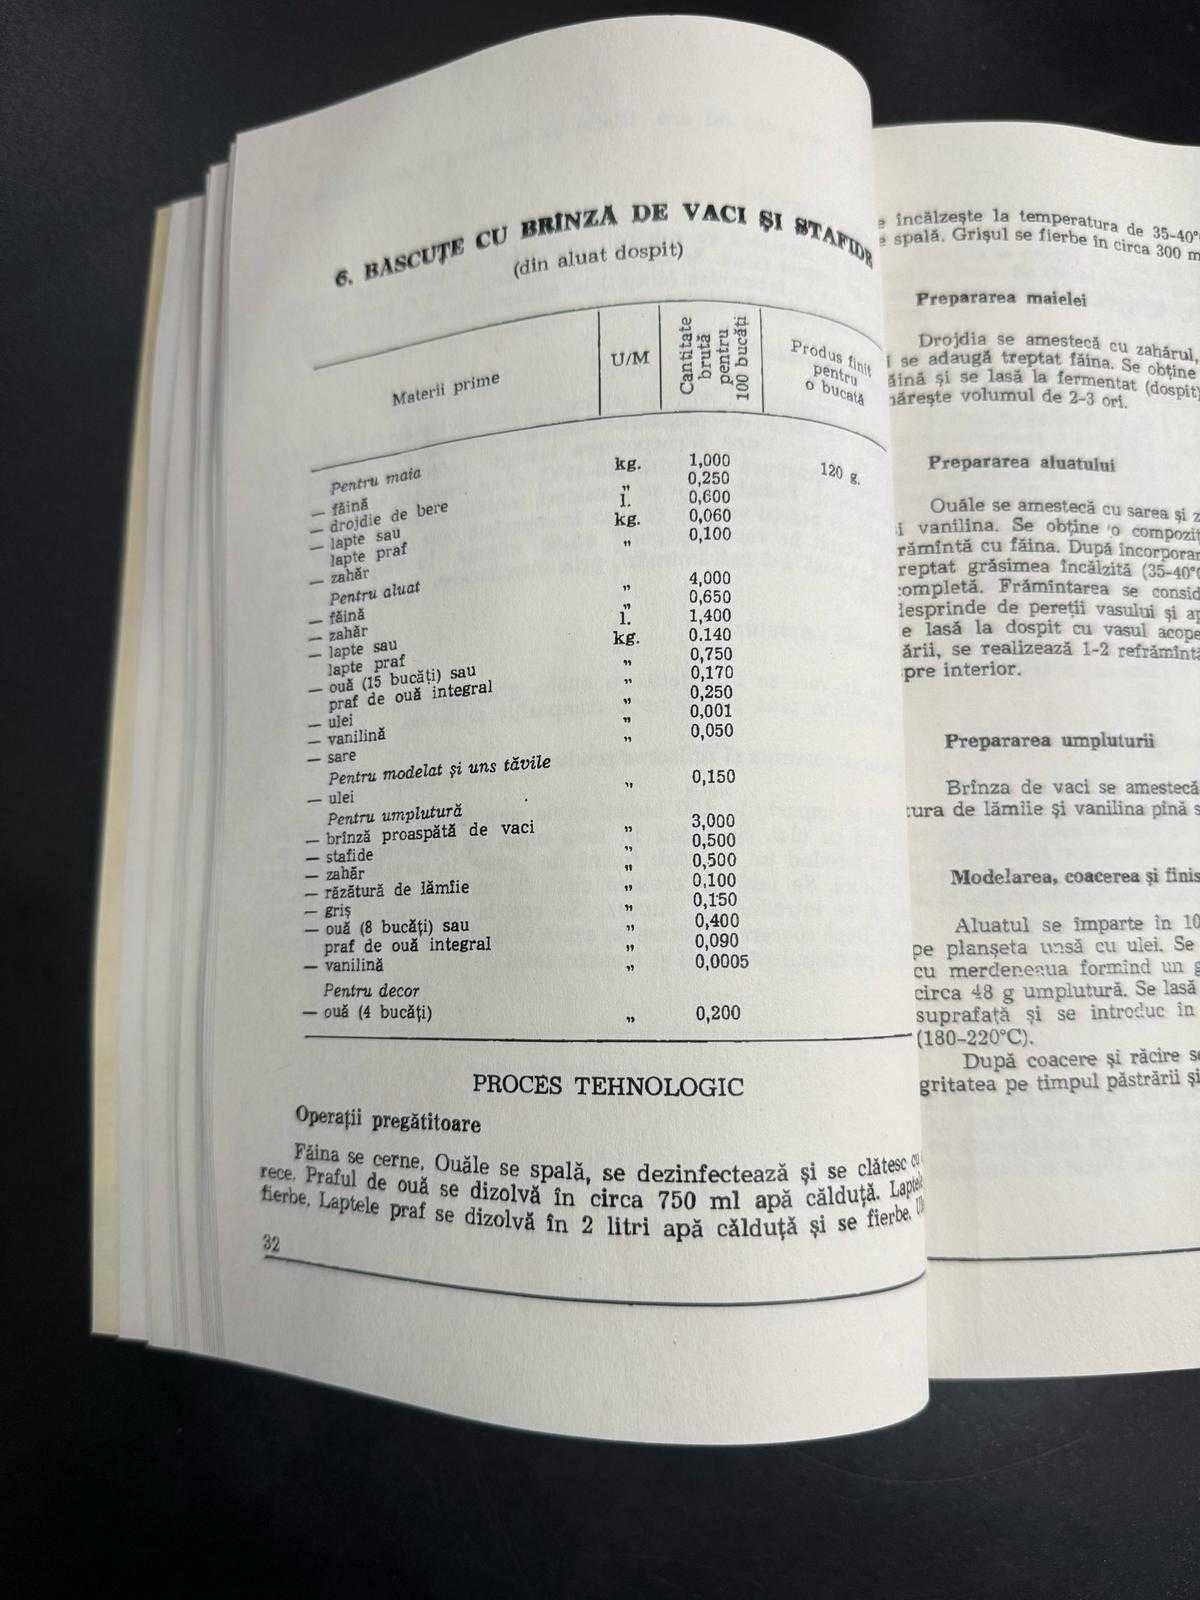 6. BASCUȚE CU BRÎNZĂ DE VACI ȘI STAFIDE
(din aluat dospit)
Materii prime
U/M
Cantitate
brută
pentru
100 bucăți
Produs finit
pentru
o bucată
Pentru maia
— făină kg. 1,000 120 g.
— drojdie de bere „ 0,250
— lapte sau l. 0,600
lapte praf kg. 0,060
— zahăr „ 0,100
Pentru aluat
— făină „ 4,000
— zahăr „ 0,650
— lapte sau l. 1,400
lapte praf kg. 0.140
— ouă (15 bucăți) sau „ 0,750
praf de ouă integral „ 0,170
— ulei „ 0,250
— vanilină „ 0,001
— sare „ 0,050
Pentru modelat și uns tăvile
— ulei „ 0,150
Pentru umplutură
— brînză proaspătă de vaci „ 3,000
— stafide „ 0,500
— zahăr „ 0,500
— răzătură de lămîie „ 0,100
— griș „ 0,150
— ouă (8 bucăți) sau „ 0,400
praf de ouă integral „ 0,090
— vanilină „ 0,0005
Pentru decor
— ouă (4 bucăți) „ 0,200
PROCES TEHNOLOGIC
Operații pregătitoare
Făina se cerne. Ouăle se spală, se dezinfectează și se clătesc cu
rece. Praful de ouă se dizolvă în circa 750 ml apă călduță. Laptele
fierbe. Laptele praf se dizolvă în 2 litri apă călduță și se fierbe.
32
încălzește la temperatura de 35-40°
spală. Grișul se fierbe în circa 300 m
Prepararea maielei
Drojdia se amestecă cu zahărul,
se adaugă treptat făina. Se obține
ăină și se lasă la fermentat (dospit)
ărește volumul de 2-3 ori.
Prepararea aluatului
Ouăle se amestecă cu sarea și z
i vanilina. Se obține o compoziț
rămîntă cu făina. După incorporar
reptat grăsimea încălzită (35-40°
ompletă. Frămîntarea se consid
desprinde de pereții vasului și ap
e lasă la dospit cu vasul acope
ării, se realizează 1-2 refrămîntă
pre interior.
Prepararea umpluturii
Brînza de vaci se amestecă
tura de lămîie și vanilina pînă s
Modelarea, coacerea și finis
Aluatul se împarte în 10
pe planșeta unsă cu ulei. Se
cu merdeneaua formînd un g
circa 48 g umplutură. Se lasă
suprafață și se introduc în
(180-220°C).
După coacere și răcire se
gritatea pe timpul păstrării și